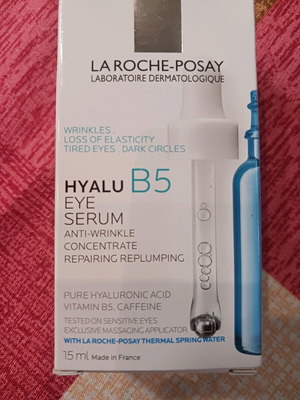 LA ROCHE-POSAY
LABORATOIRE DERMATOLOGIQUE
WRINKLES .
LOSS OF ELASTICITY
TIRED EYES . DARK CIRCLES
HYALU B5
EYE
SERUM
ANTI-WRINKLE
CONCENTRATE
REPAIRING REPLUMPING
PURE HYALURONIC ACID
VITAMIN B5. CAFFEINE
TESTED ON SENSITIVE EYES
EXCLUSIVE MASSAGING APPLICATOR
WITH LA ROCHE-POSAY THERMAL SPRING WATER
15 ml Made in France